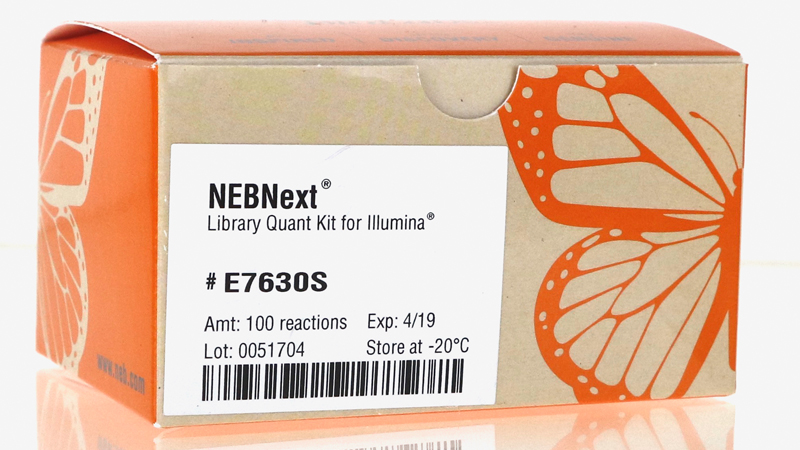 NEBNext®
Library Quant Kit for Illumina®
# E7630S
Amt: 100 reactions Exp: 4/19
Lot: 0051704 Store at -20°C
www.neb.com